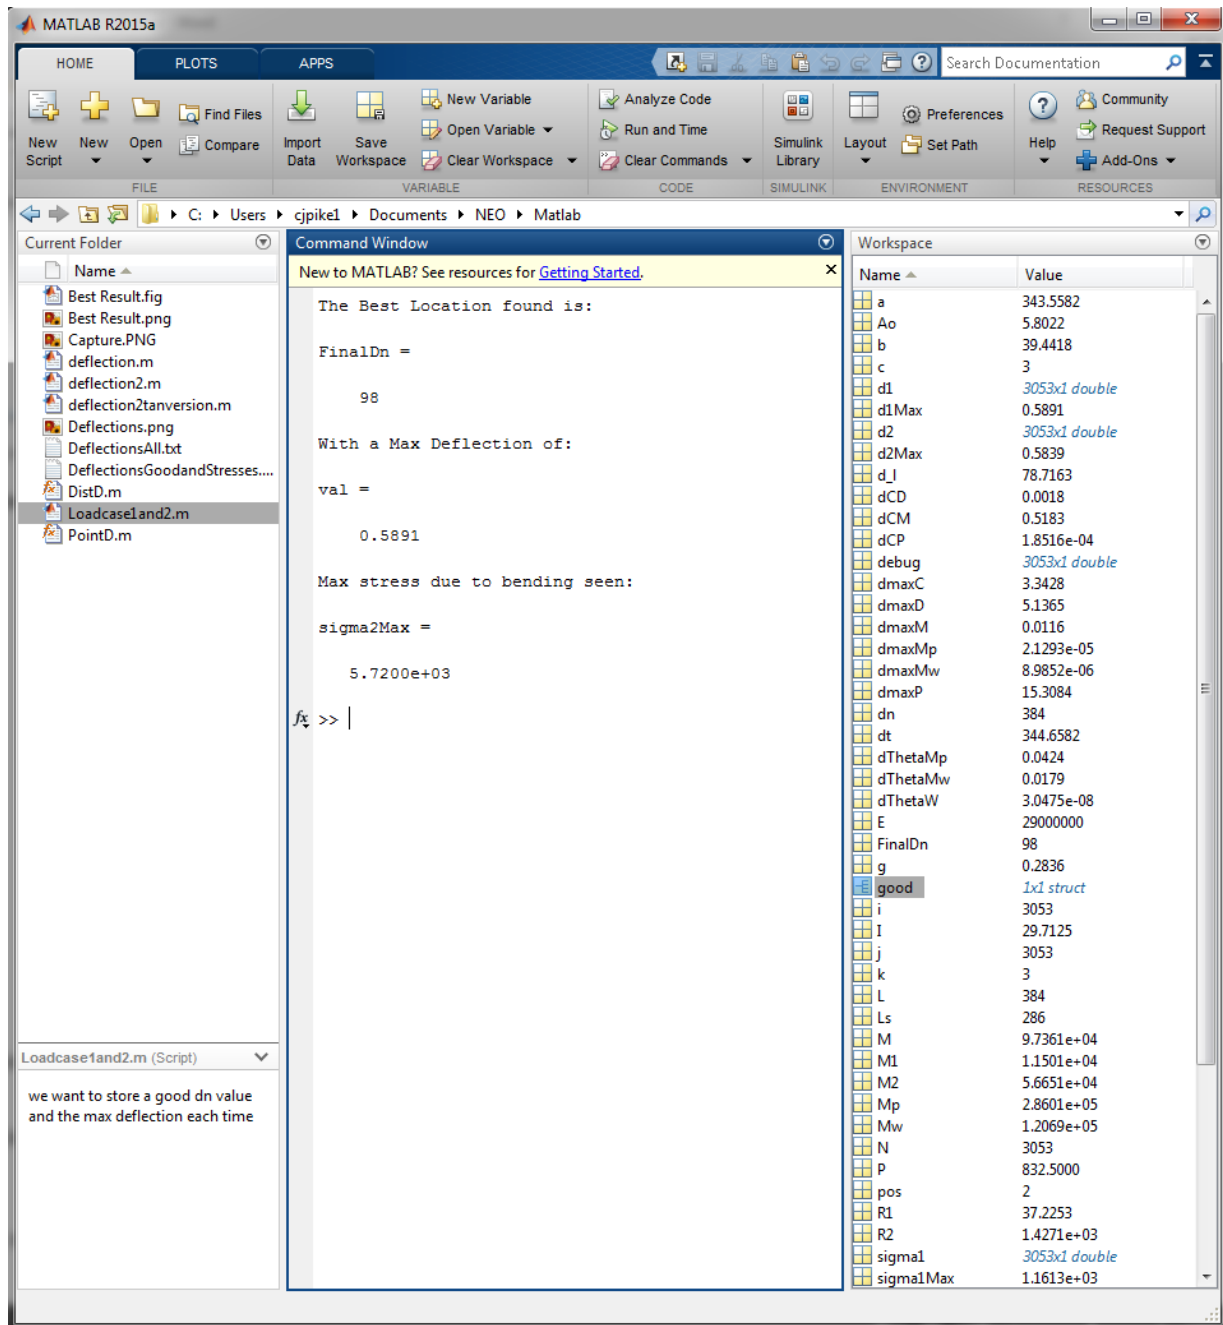 MATLAB R2015a
HOME
PLOTS
APPS
Search Documentation
New Script
New
Open
Find Files
Compare
FILE
Import Data
Save Workspace
New Variable
Open Variable
Clear Workspace
VARIABLE
Analyze Code
Run and Time
Clear Commands
CODE
Simulink Library
SIMULINK
Layout
Preferences
Set Path
ENVIRONMENT
Help
Community
Request Support
Add-Ons
RESOURCES
C: Users cjpike1 Documents NEO Matlab
Current Folder
Name
Best Result.fig
Best Result.png
Capture.PNG
deflection.m
deflection2.m
deflection2tanversion.m
Deflections.png
DeflectionsAll.txt
DeflectionsGoodandStresses....
DistD.m
Loadcase1and2.m
PointD.m
Loadcase1and2.m (Script)
we want to store a good dn value
and the max deflection each time
Command Window
New to MATLAB? See resources for Getting Started.
The Best Location found is:
FinalDn =
98
With a Max Deflection of:
val =
0.5891
Max stress due to bending seen:
sigma2Max =
5.7200e+03
fx >>
Workspace
Name Value
a 343.5582
Ao 5.8022
b 39.4418
c 3
d1 3053x1 double
d1Max 0.5891
d2 3053x1 double
d2Max 0.5839
d_l 78.7163
dCD 0.0018
dCM 0.5183
dCP 1.8516e-04
debug 3053x1 double
dmaxC 3.3428
dmaxD 5.1365
dmaxM 0.0116
dmaxMp 2.1293e-05
dmaxMw 8.9852e-06
dmaxP 15.3084
dn 384
dt 344.6582
dThetaMp 0.0424
dThetaMw 0.0179
dThetaW 3.0475e-08
E 29000000
FinalDn 98
g 0.2836
good 1x1 struct
i 3053
I 29.7125
j 3053
k 3
L 384
Ls 286
M 9.7361e+04
M1 1.1501e+04
M2 5.6651e+04
Mp 2.8601e+05
Mw 1.2069e+05
N 3053
P 832.5000
pos 2
R1 37.2253
R2 1.4271e+03
sigma1 3053x1 double
sigma1Max 1.1613e+03